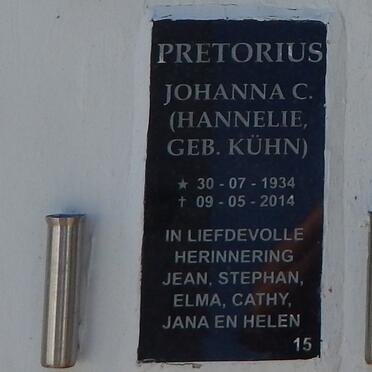 PRETORIUS
JOHANNA C.
(HANNELIE,
GEB. KÜHN)
★ 30 - 07 - 1934
† 09 - 05 - 2014
IN LIEFDEVOLLE
HERINNERING
JEAN, STEPHAN,
ELMA, CATHY,
JANA EN HELEN
15